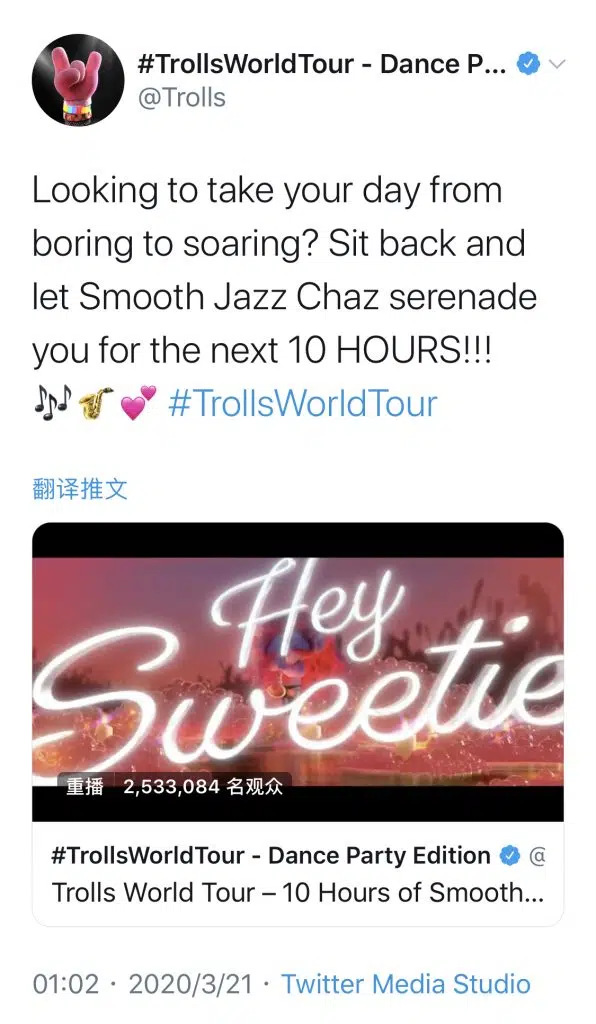 #TrollsWorldTour - Dance P...
@Trolls
Looking to take your day from
boring to soaring? Sit back and
let Smooth Jazz Chaz serenade
you for the next 10 HOURS!!!
🎶🎷💕 #TrollsWorldTour
翻译推文
Hey
Sweetie
重播 2,533,084 名观众
#TrollsWorldTour - Dance Party Edition @
Trolls World Tour – 10 Hours of Smooth...
01:02 · 2020/3/21 · Twitter Media Studio